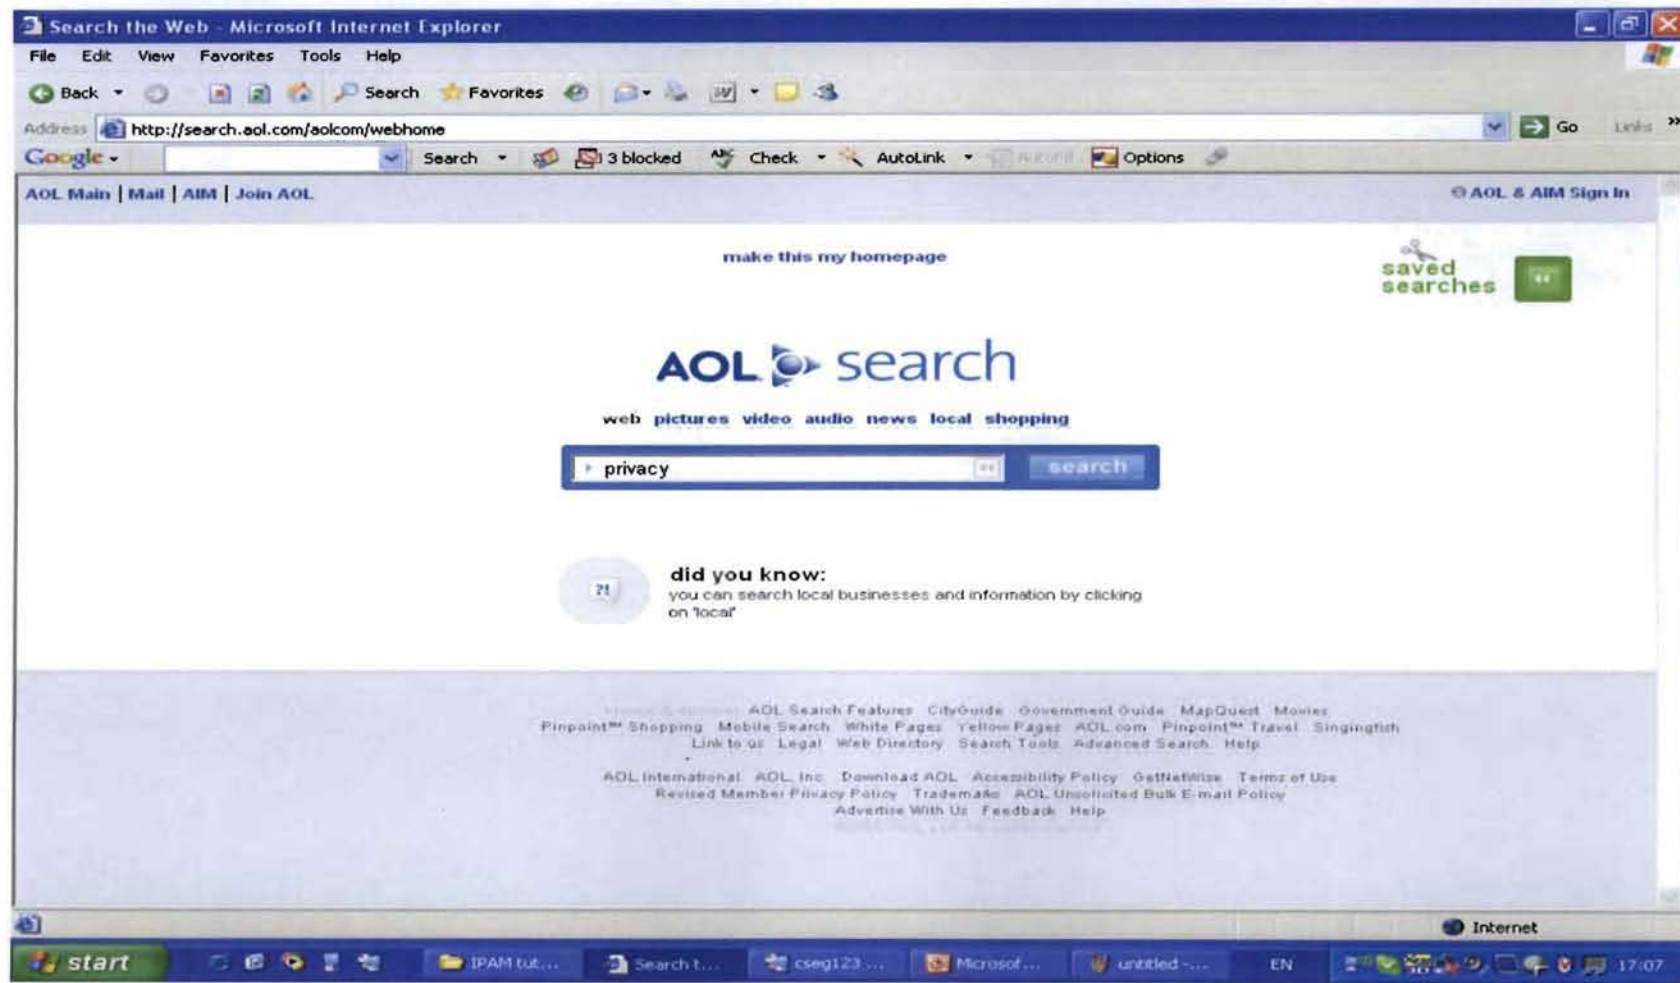 Search the Web - Microsoft Internet Explorer
File Edit View Favorites Tools Help
Back Search Favorites
Address http://search.aol.com/aolcom/webhome Go Links »
Google Search 3 blocked Check AutoLink AutoFill Options
AOL Main | Mail | AIM | Join AOL AOL & AIM Sign In
make this my homepage
saved
searches
AOL search
web pictures video audio news local shopping
privacy search
did you know:
you can search local businesses and information by clicking
on 'local'
AOL Search Features CityGuide Government Guide MapQuest Movies
Pinpoint™ Shopping Mobile Search White Pages Yellow Pages AOL.com Pinpoint™ Travel Singingfish
Link to us Legal Web Directory Search Tools Advanced Search Help
AOL International AOL, Inc Download AOL Accessibility Policy GetNetWise Terms of Use
Revised Member Privacy Policy Trademarks AOL Unsolicited Bulk E-mail Policy
Advertise With Us Feedback Help
Internet
start IPAM tut... Search t... cseg123 ... Microsof... untitled -... EN 17:07